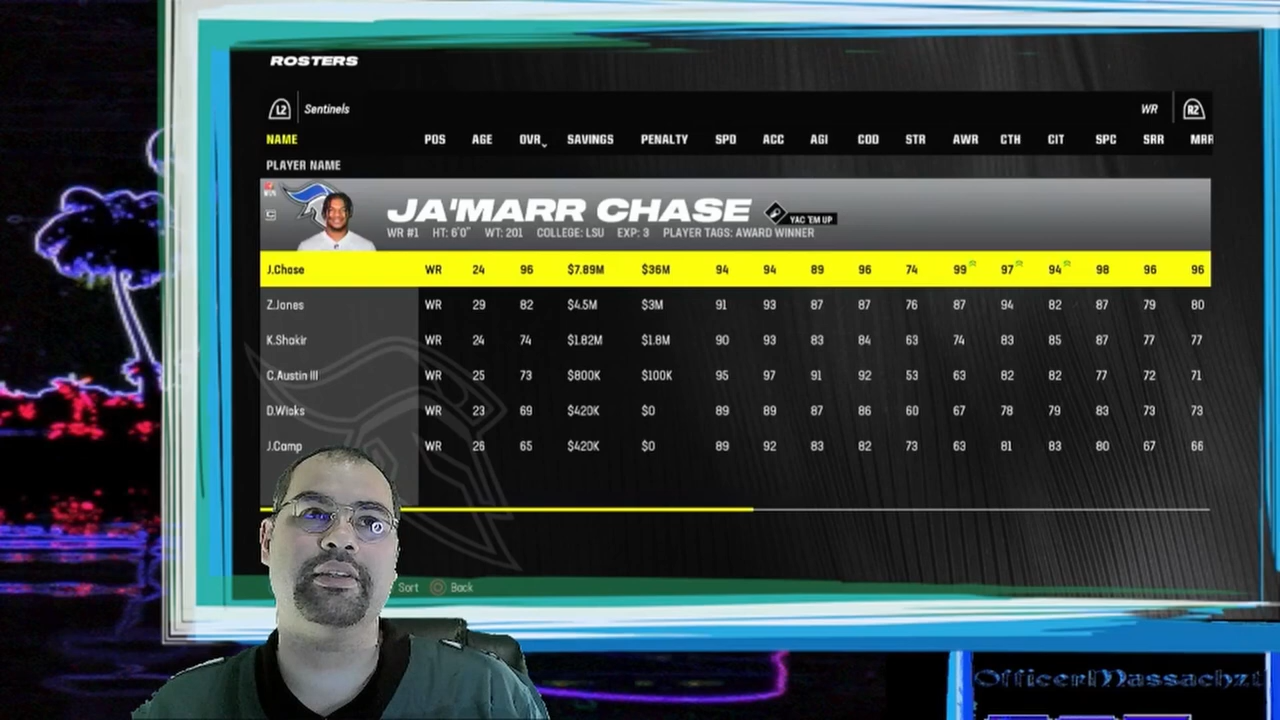 ROSTERS
L2 Sentinels WR R2
NAME POS AGE OVR SAVINGS PENALTY SPD ACC AGI COD STR AWR CTH CIT SPC SRR MRR
PLAYER NAME
JA'MARR CHASE YAC 'EM UP
WR #1 HT: 6'0" WT: 201 COLLEGE: LSU EXP: 3 PLAYER TAGS: AWARD WINNER
J.Chase WR 24 96 $7.89M $36M 94 94 89 96 74 99 97 94 98 96 96
Z.Jones WR 29 82 $4.5M $3M 91 93 87 87 76 87 94 82 87 79 80
K.Shakir WR 24 74 $1.82M $1.8M 90 93 83 84 63 74 83 85 87 77 77
C.Austin III WR 25 73 $800K $100K 95 97 91 92 53 63 82 82 77 72 71
D.Wicks WR 23 69 $420K $0 89 89 87 86 60 67 78 79 83 73 73
J.Camp WR 26 65 $420K $0 89 92 83 82 73 63 81 83 80 67 66
Sort Back
OfficerMassachzt